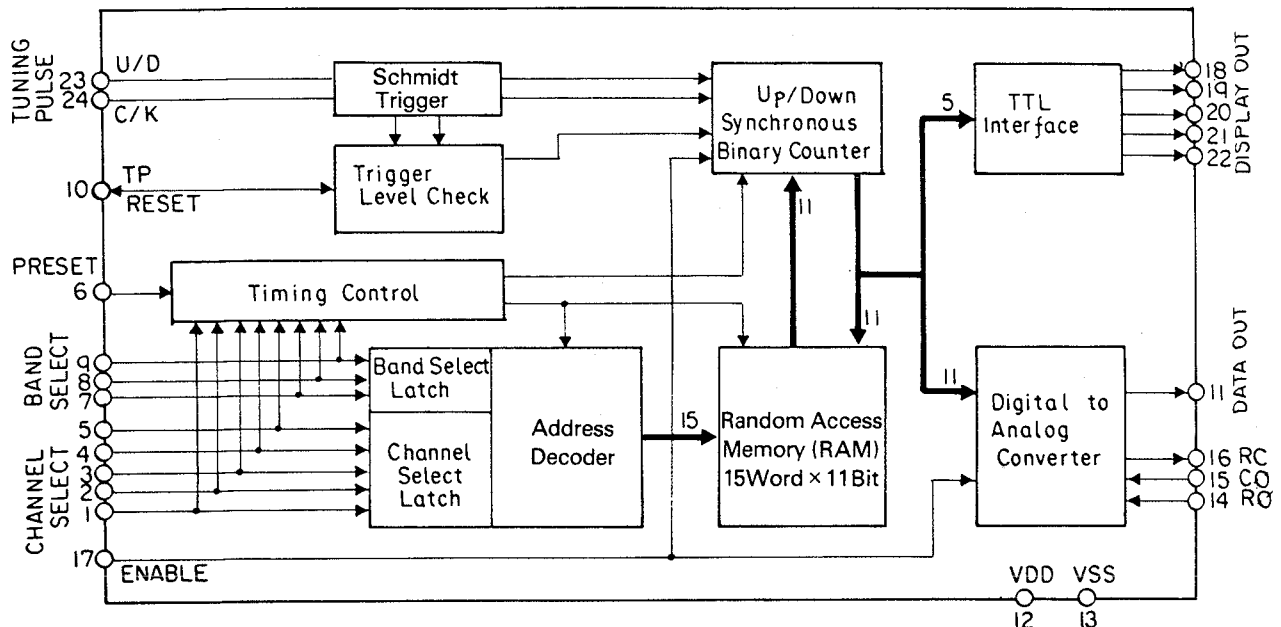 TUNING
PULSE
23
24
U/D
C/K
Schmidt
Trigger
10
TP
RESET
Trigger
Level Check
Up/Down
Synchronous
Binary Counter
5
TTL
Interface
18
19
20
21
22
DISPLAY OUT
PRESET
6
Timing Control
11
11
11
BAND
SELECT
9
8
7
Band Select
Latch
CHANNEL
SELECT
5
4
3
2
1
Channel
Select
Latch
Address
Decoder
15
Random Access
Memory (RAM)
15Word×11Bit
Digital to
Analog
Converter
11
DATA OUT
16 RC
15 CQ
14 RQ
17
ENABLE
VDD
12
VSS
13